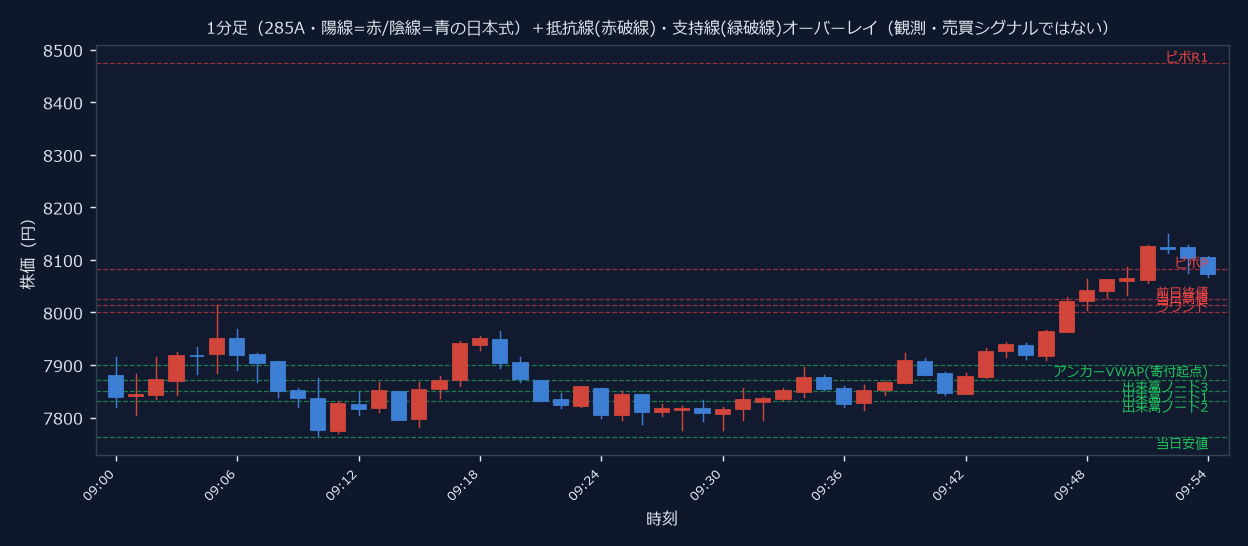 1分足（285A・陽線=赤/陰線=青の日本式）＋抵抗線(赤破線)・支持線(緑破線)オーバーレイ（観測・売買シグナルではない）
株価（円）
8500
8400
8300
8200
8100
8000
7900
7800
ピボR1
前日終値
当日高値
ラウンド
アンカーVWAP(寄付起点)
出来高ノード3
出来高ノード1
出来高ノード2
当日安値
09:00
09:06
09:12
09:18
09:24
09:30
09:36
09:42
09:48
09:54
時刻